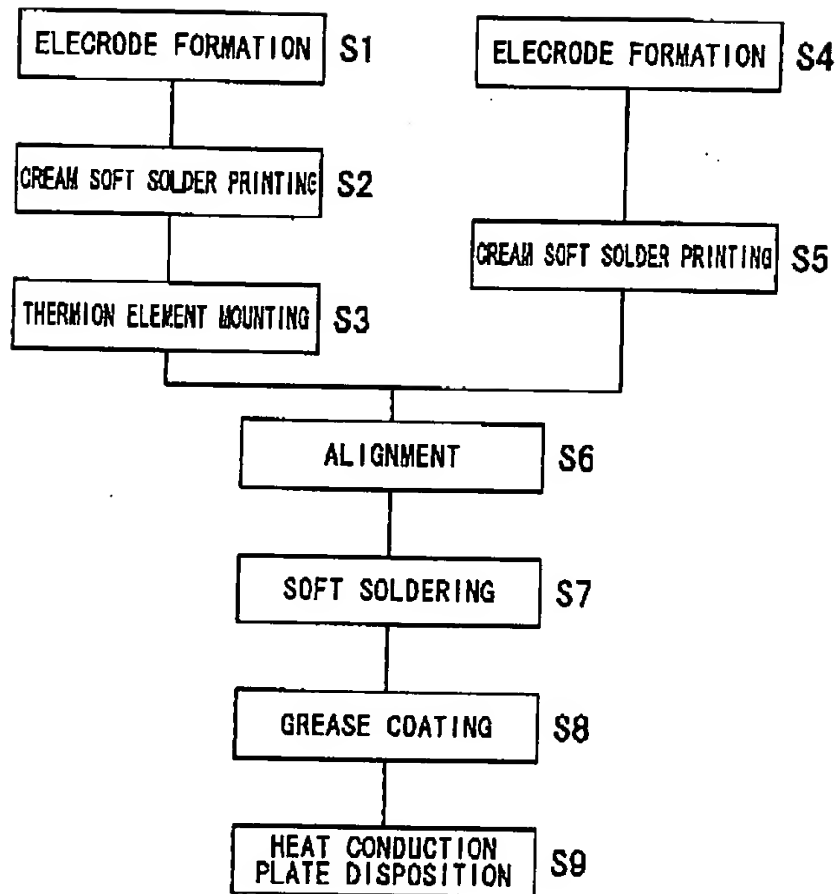 ELECRODE FORMATION S1
CREAM SOFT SOLDER PRINTING S2
THERMION ELEMENT MOUNTING S3
ELECRODE FORMATION S4
CREAM SOFT SOLDER PRINTING S5
ALIGNMENT S6
SOFT SOLDERING S7
GREASE COATING S8
HEAT CONDUCTION
PLATE DISPOSITION S9